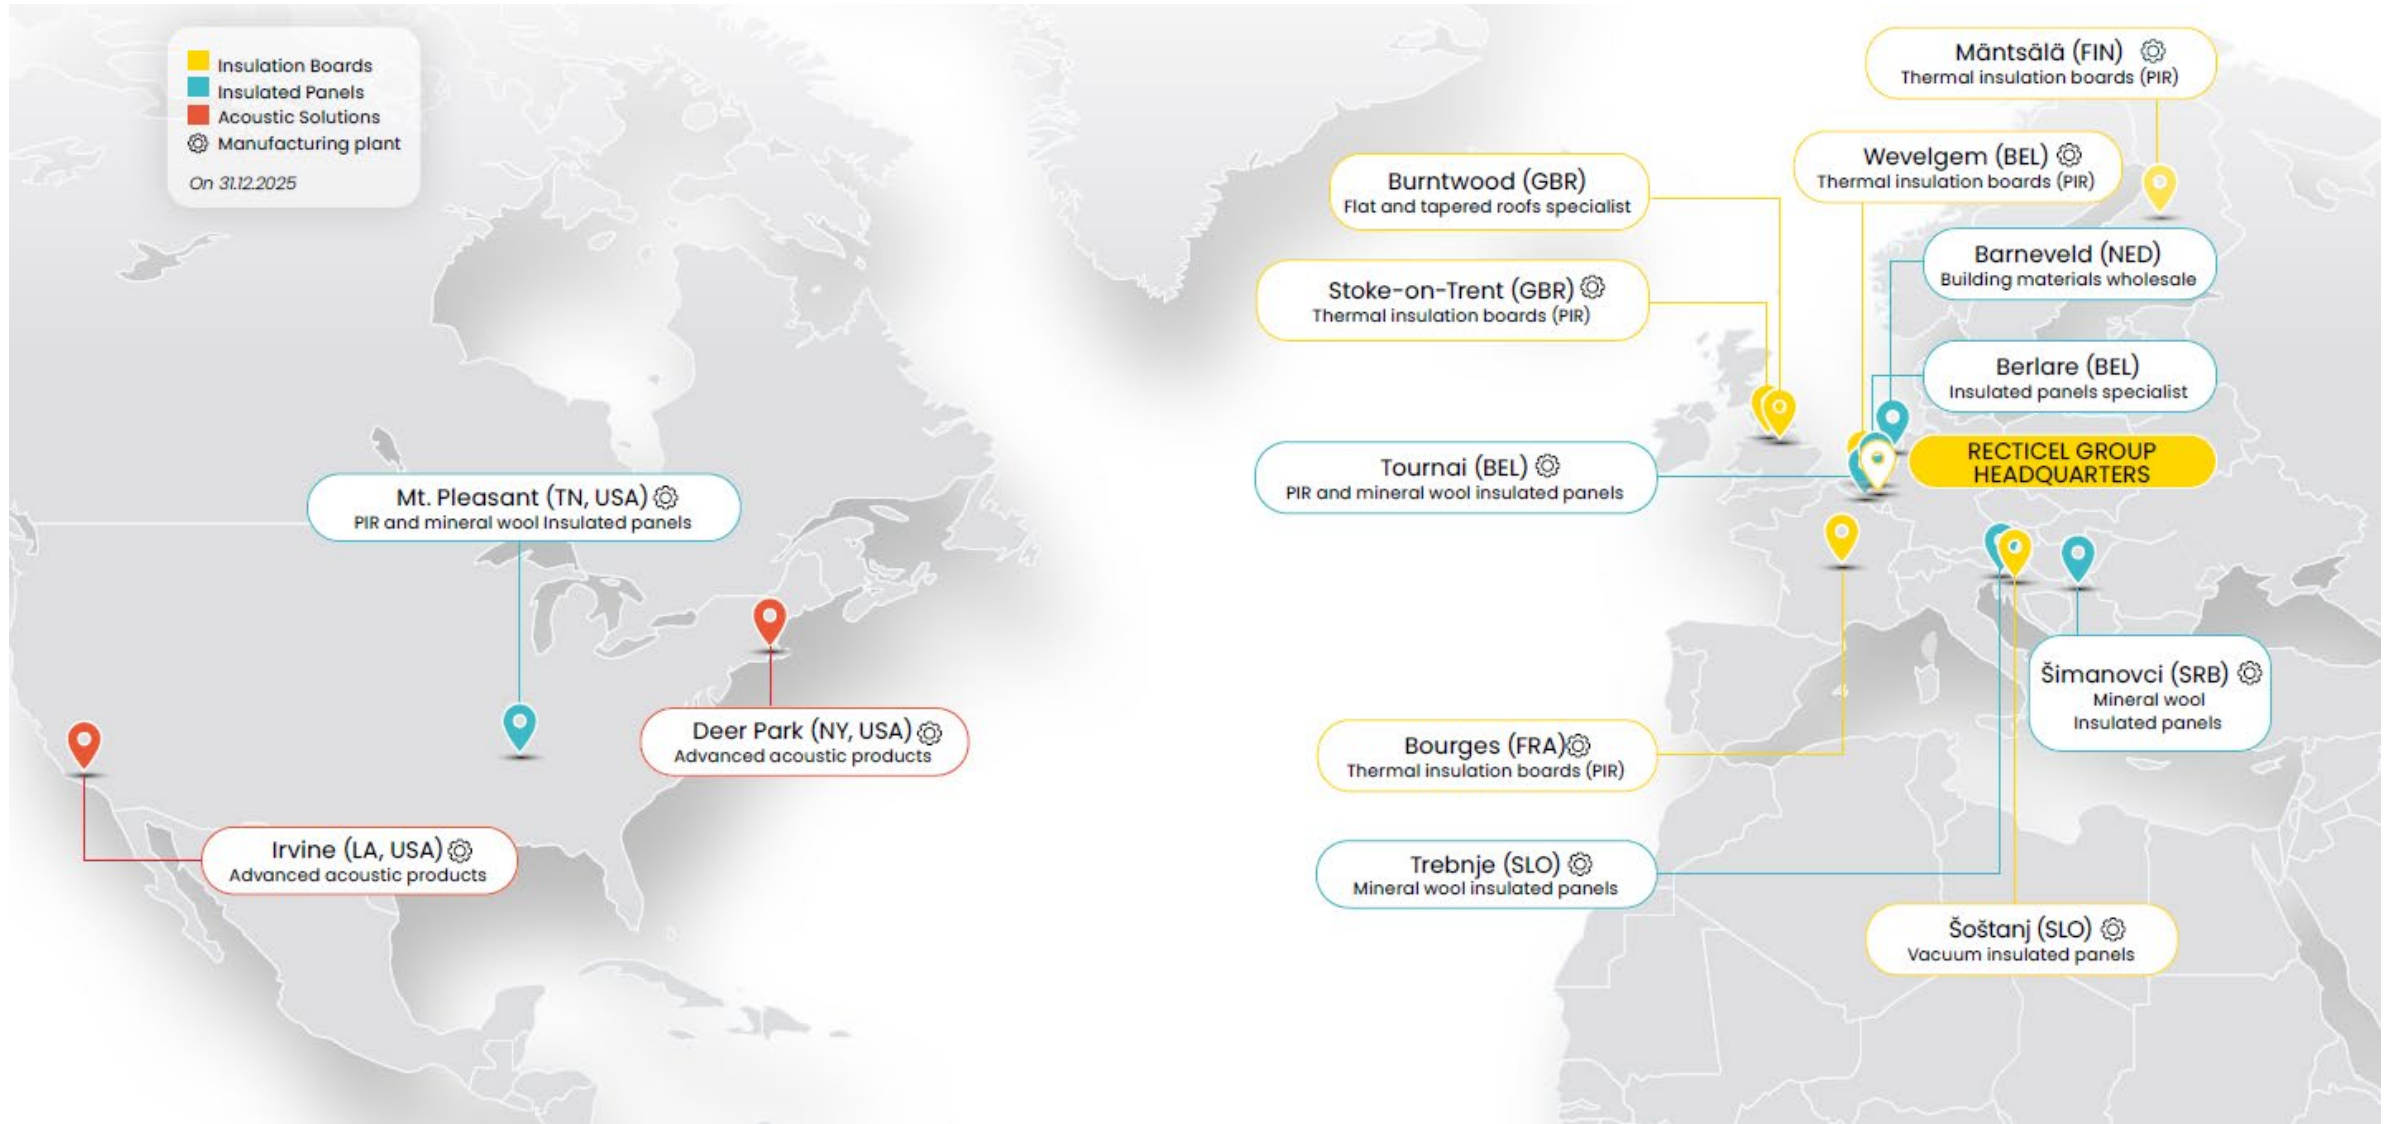 Insulation Boards
Insulated Panels
Acoustic Solutions
Manufacturing plant
On 31.12.2025
Mäntsälä (FIN)
Thermal insulation boards (PIR)
Wevelgem (BEL)
Thermal insulation boards (PIR)
Burntwood (GBR)
Flat and tapered roofs specialist
Barneveld (NED)
Building materials wholesale
Stoke-on-Trent (GBR)
Thermal insulation boards (PIR)
Berlare (BEL)
Insulated panels specialist
RECTICEL GROUP
HEADQUARTERS
Tournai (BEL)
PIR and mineral wool insulated panels
Mt. Pleasant (TN, USA)
PIR and mineral wool Insulated panels
Šimanovci (SRB)
Mineral wool
Insulated panels
Deer Park (NY, USA)
Advanced acoustic products
Bourges (FRA)
Thermal insulation boards (PIR)
Irvine (LA, USA)
Advanced acoustic products
Trebnje (SLO)
Mineral wool insulated panels
Šoštanj (SLO)
Vacuum insulated panels